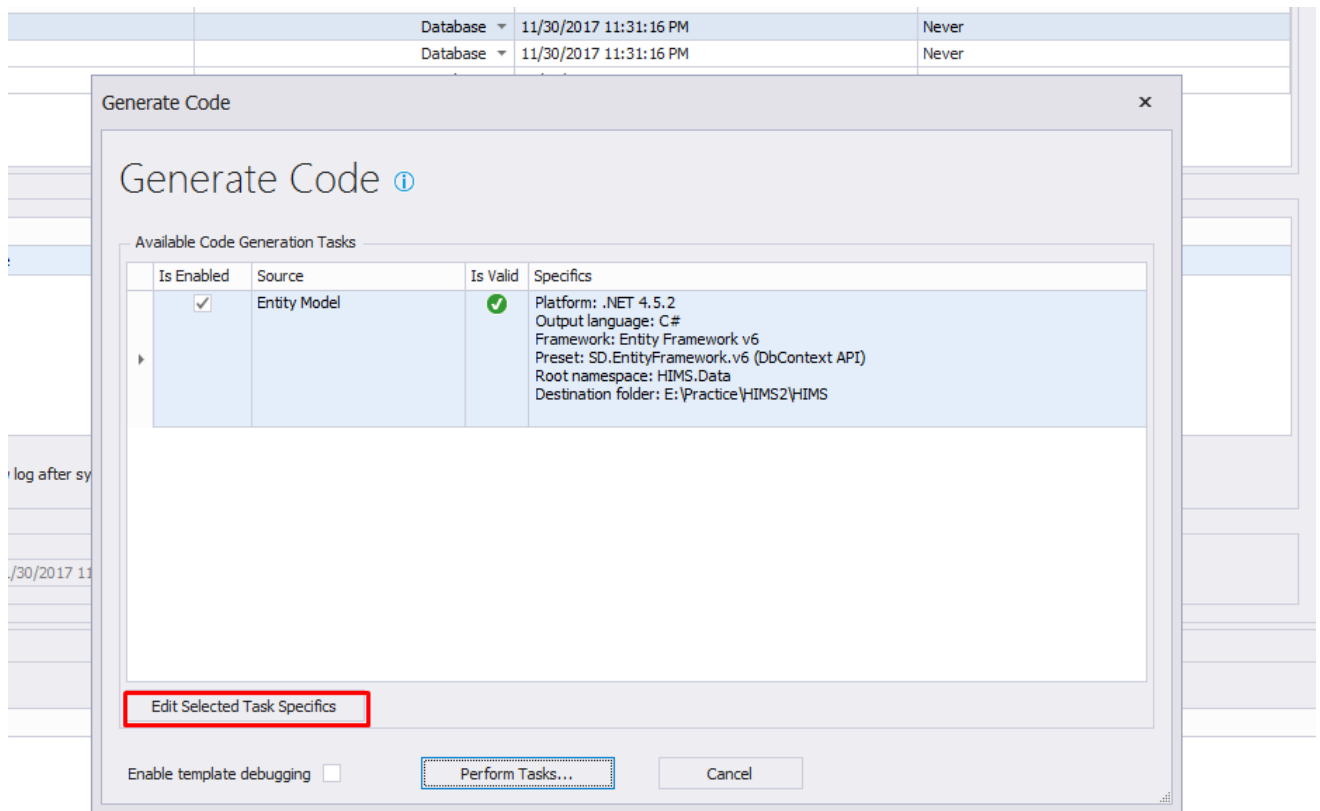 Database 11/30/2017 11:31:16 PM Never
Database 11/30/2017 11:31:16 PM Never
Generate Code x
Generate Code
Available Code Generation Tasks
Is Enabled Source Is Valid Specifics
Entity Model Platform: .NET 4.5.2
Output language: C#
Framework: Entity Framework v6
Preset: SD.EntityFramework.v6 (DbContext API)
Root namespace: HIMS.Data
Destination folder: E:\Practice\HIMS2\HIMS
log after sy
/30/2017 11
Edit Selected Task Specifics
Enable template debugging Perform Tasks... Cancel